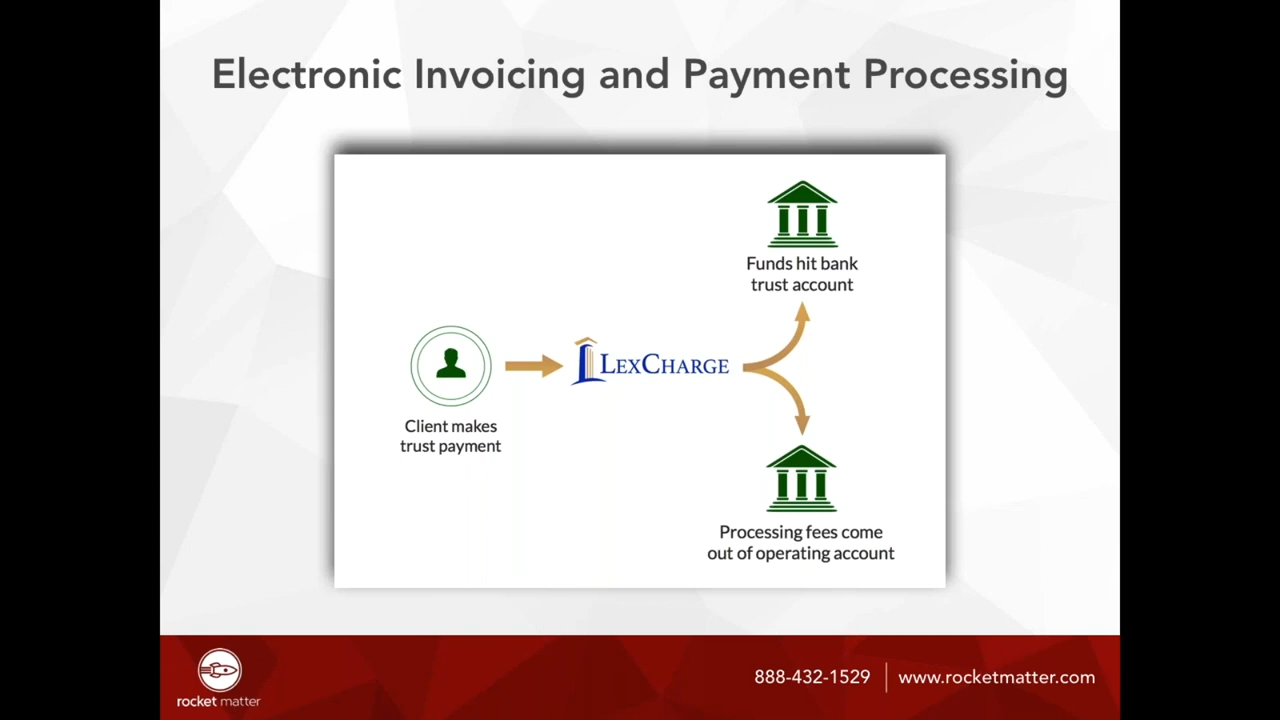 Electronic Invoicing and Payment Processing
Funds hit bank
trust account
Client makes
trust payment
LEXCHARGE
Processing fees come
out of operating account
rocket matter
888-432-1529
www.rocketmatter.com